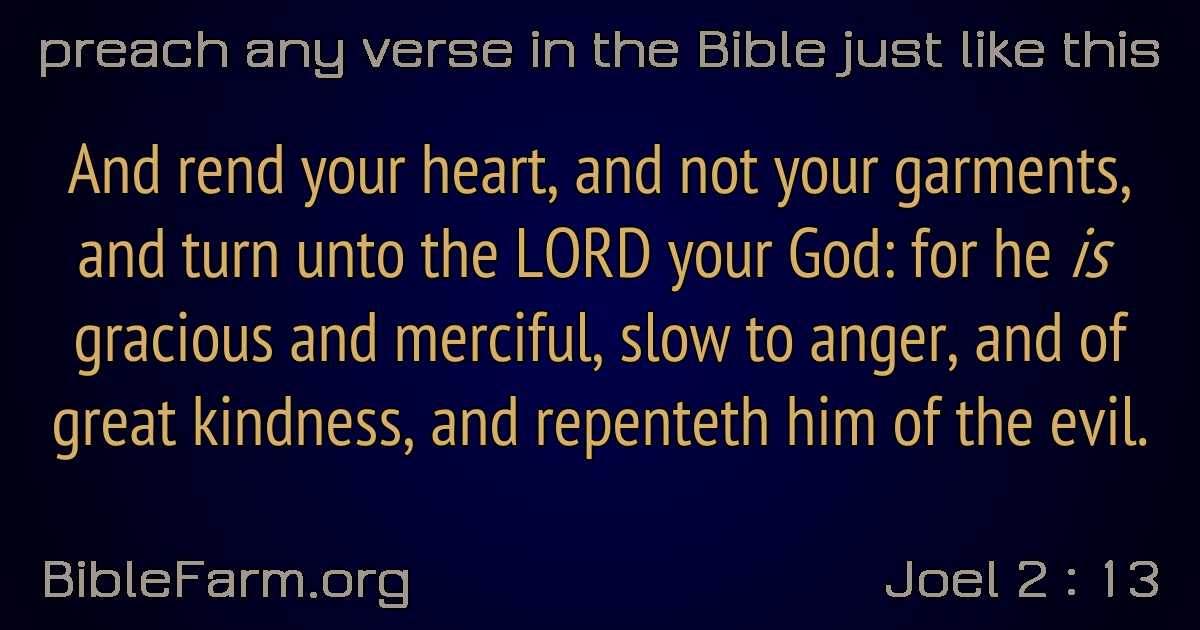 preach any verse in the Bible just like this
And rend your heart, and not your garments,
and turn unto the LORD your God: for he is
gracious and merciful, slow to anger, and of
great kindness, and repenteth him of the evil.
BibleFarm.org
Joel 2 : 13